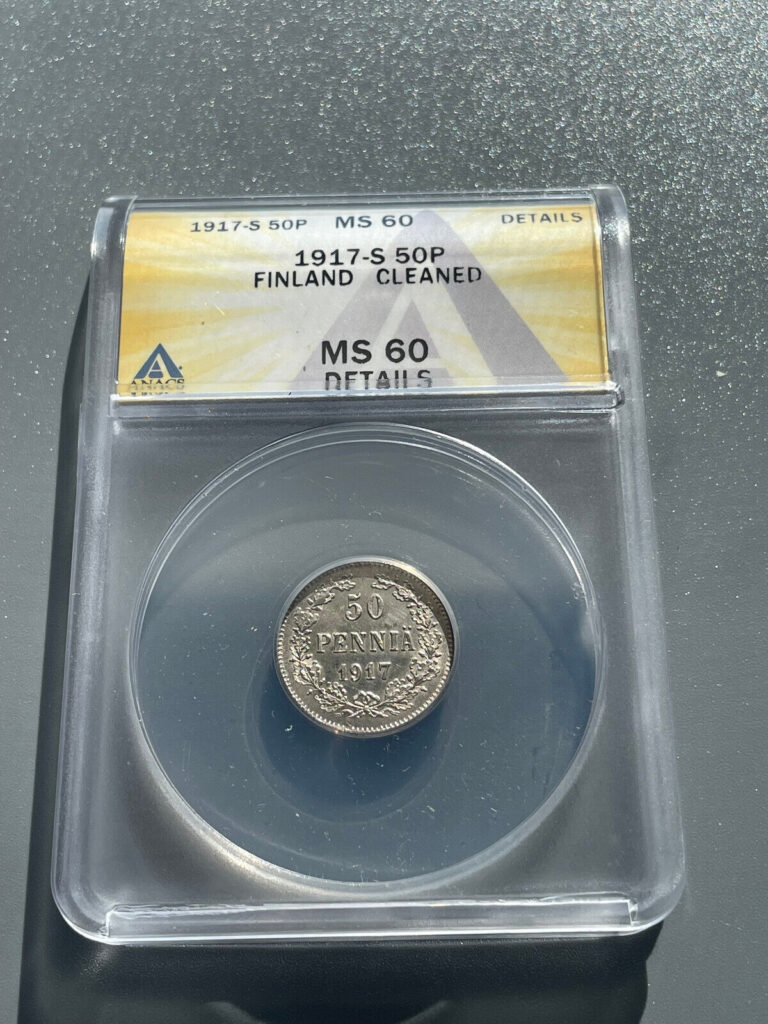 1917-S 50P MS 60 DETAILS
1917-S 50P
FINLAND CLEANED
MS 60
DETAILS
ANACS
50
PENNIÄ
1917